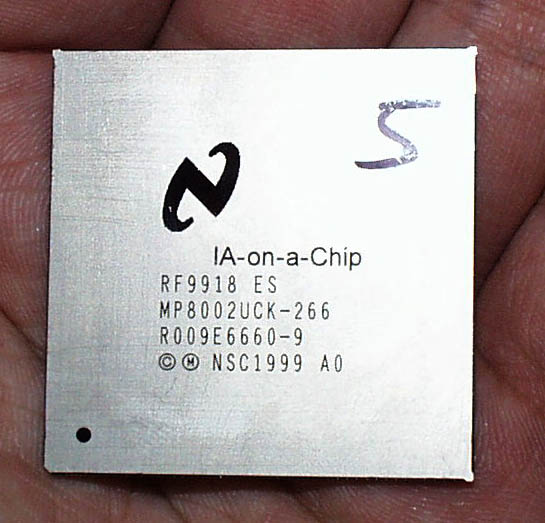 5
IA-on-a-Chip
RF9918 ES
MP8002UCK-266
R009E6660-9
©Ⓜ NSC1999 A0